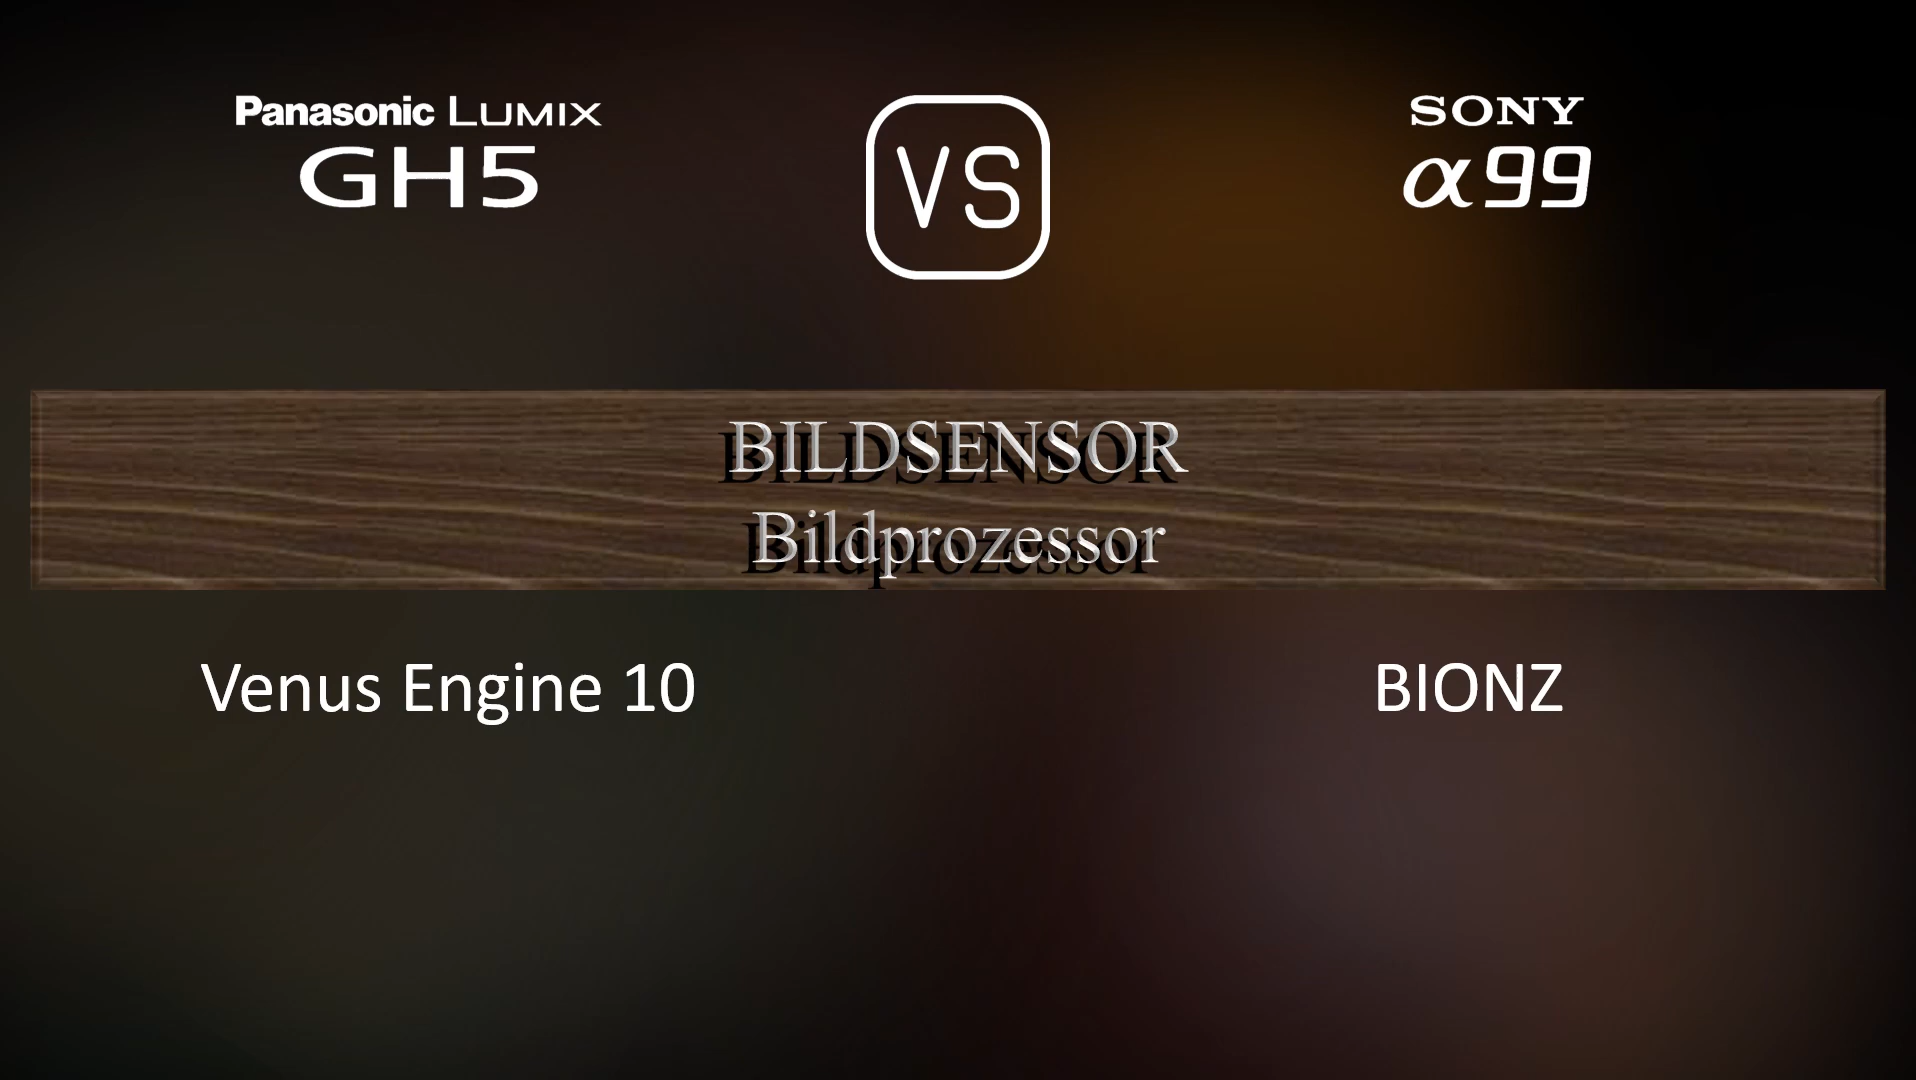 Panasonic LUMIX
GH5
VS
SONY
α99
BILDSENSOR
Bildprozessor
Venus Engine 10
BIONZ